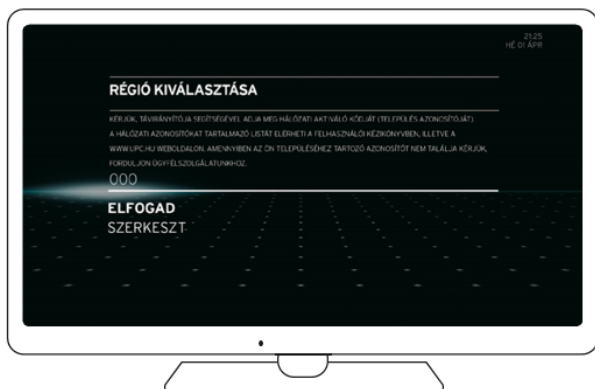 21:25
HÉ 01 ÁPR
RÉGIÓ KIVÁLASZTÁSA
KÉRJÜK, TÁVIRÁNYÍTÓJA SEGÍTSÉGÉVEL ADJA MEG HÁLÓZATI AKTIVÁLÓ KÓDJÁT (TELEPÜLÉS AZONOSÍTÓJÁT)
A HÁLÓZATI AZONOSÍTÓKAT TARTALMAZÓ LISTÁT ELÉRHETI A FELHASZNÁLÓI KÉZIKÖNYVBEN, ILLETVE A
WWW.UPC.HU WEBOLDALON. AMENNYIBEN AZ ÖN TELEPÜLÉSÉHEZ TARTOZÓ AZONOSÍTÓT NEM TALÁLJA KÉRJÜK,
FORDULJON ÜGYFÉLSZOLGÁLATUNKHOZ.
000
ELFOGAD
SZERKESZT